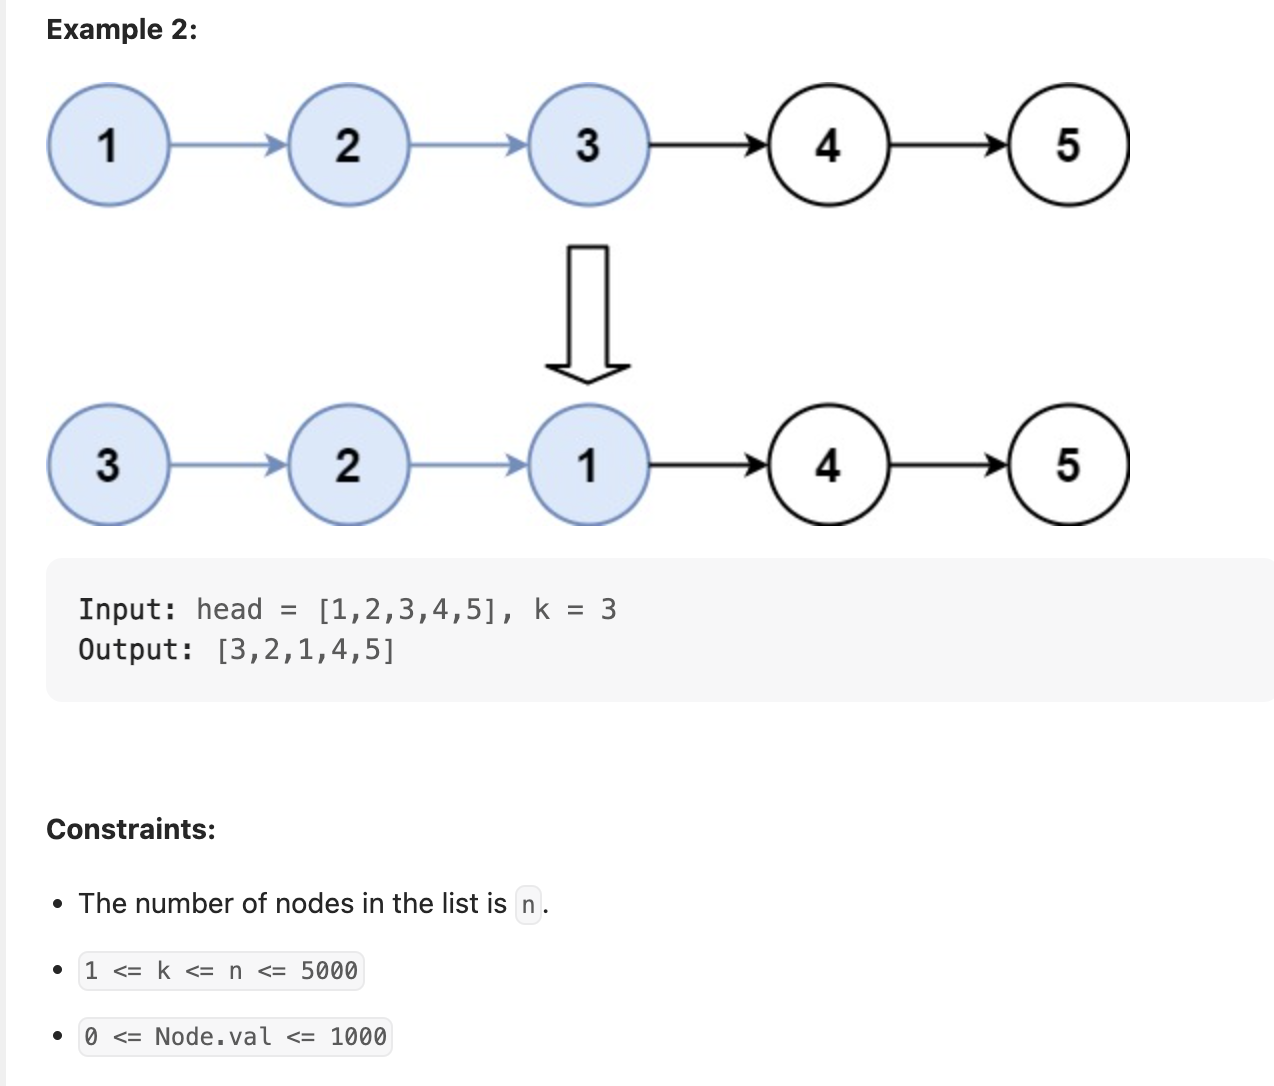 Example 2:
1 2 3 4 5
3 2 1 4 5
Input: head = [1,2,3,4,5], k = 3
Output: [3,2,1,4,5]
Constraints:
• The number of nodes in the list is n.
• 1 <= k <= n <= 5000
• 0 <= Node.val <= 1000